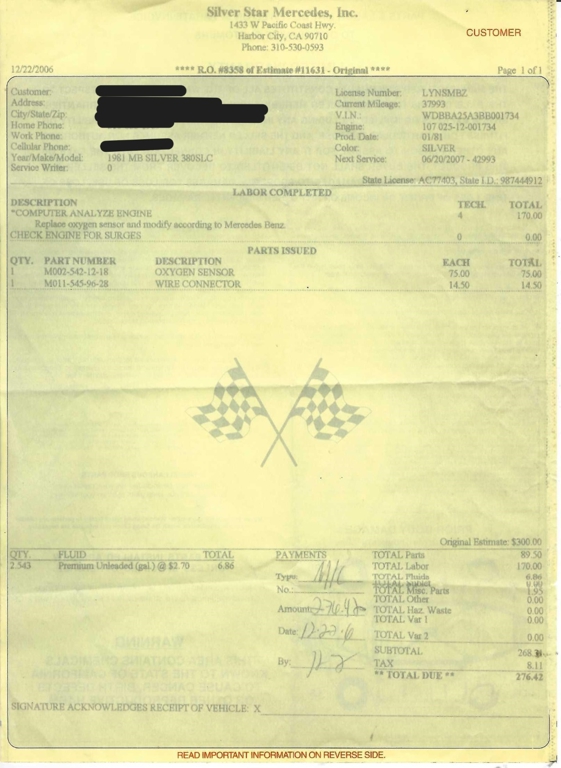 Silver Star Mercedes, Inc.
1433 W Pacific Coast Hwy.
Harbor City, CA 90710
Phone: 310-530-0593
CUSTOMER
12/22/2006 **** R.O. #8358 of Estimate #11631 - Original **** Page 1 of 1
Customer: License Number: LYNSMBZ
Address: Current Mileage: 37993
City/State/Zip: V.I.N.: WDBBA25A3BB001734
Home Phone: Engine: 107 025-12-001734
Work Phone: Prod. Date: 01/81
Cellular Phone: Color: SILVER
Year/Make/Model: 1981 MB SILVER 380SLC Next Service: 06/20/2007 - 42993
Service Writer: 0
State License: AC77403, State I.D.: 987444912
LABOR COMPLETED
DESCRIPTION TECH. TOTAL
*COMPUTER ANALYZE ENGINE 4 170.00
Replace oxygen sensor and modify according to Mercedes Benz.
CHECK ENGINE FOR SURGES 0 0.00
PARTS ISSUED
QTY. PART NUMBER DESCRIPTION EACH TOTAL
1 M002-542-12-18 OXYGEN SENSOR 75.00 75.00
1 M011-545-96-28 WIRE CONNECTOR 14.50 14.50
Original Estimate: $300.00
QTY. FLUID TOTAL PAYMENTS TOTAL Parts 89.50
2.543 Premium Unleaded (gal.) @ $2.70 6.86 TOTAL Labor 170.00
Type: TOTAL Fluids 6.86
TOTAL Sublet 0.00
No. TOTAL Misc. Parts 1.95
TOTAL Other 0.00
Amount: 276.42 TOTAL Haz. Waste 0.00
TOTAL Var 1 0.00
Date: TOTAL Var 2 0.00
SUBTOTAL 268.31
By: TAX 8.11
** TOTAL DUE ** 276.42
SIGNATURE ACKNOWLEDGES RECEIPT OF VEHICLE: X
READ IMPORTANT INFORMATION ON REVERSE SIDE.